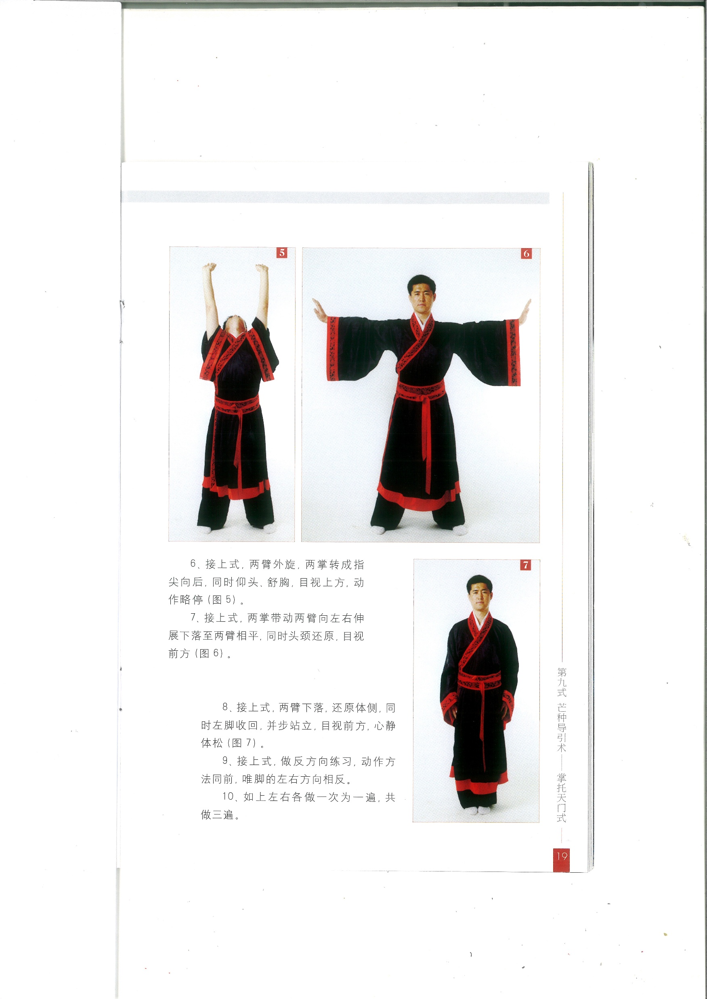 5
6
6、接上式,两臂外旋,两掌转成指
尖向后,同时仰头、舒胸,目视上方,动
作略停(图5)。
7、接上式,两掌带动两臂向左右伸
展下落至两臂相平,同时头颈还原,目视
前方(图6)。
7
8、接上式,两臂下落,还原体侧,同
时左脚收回,并步站立,目视前方,心静
体松(图7)。
9、接上式,做反方向练习,动作方
法同前,唯脚的左右方向相反。
10、如上左右各做一次为一遍,共
做三遍。
第九式 芒种导引术——掌托天门式
19